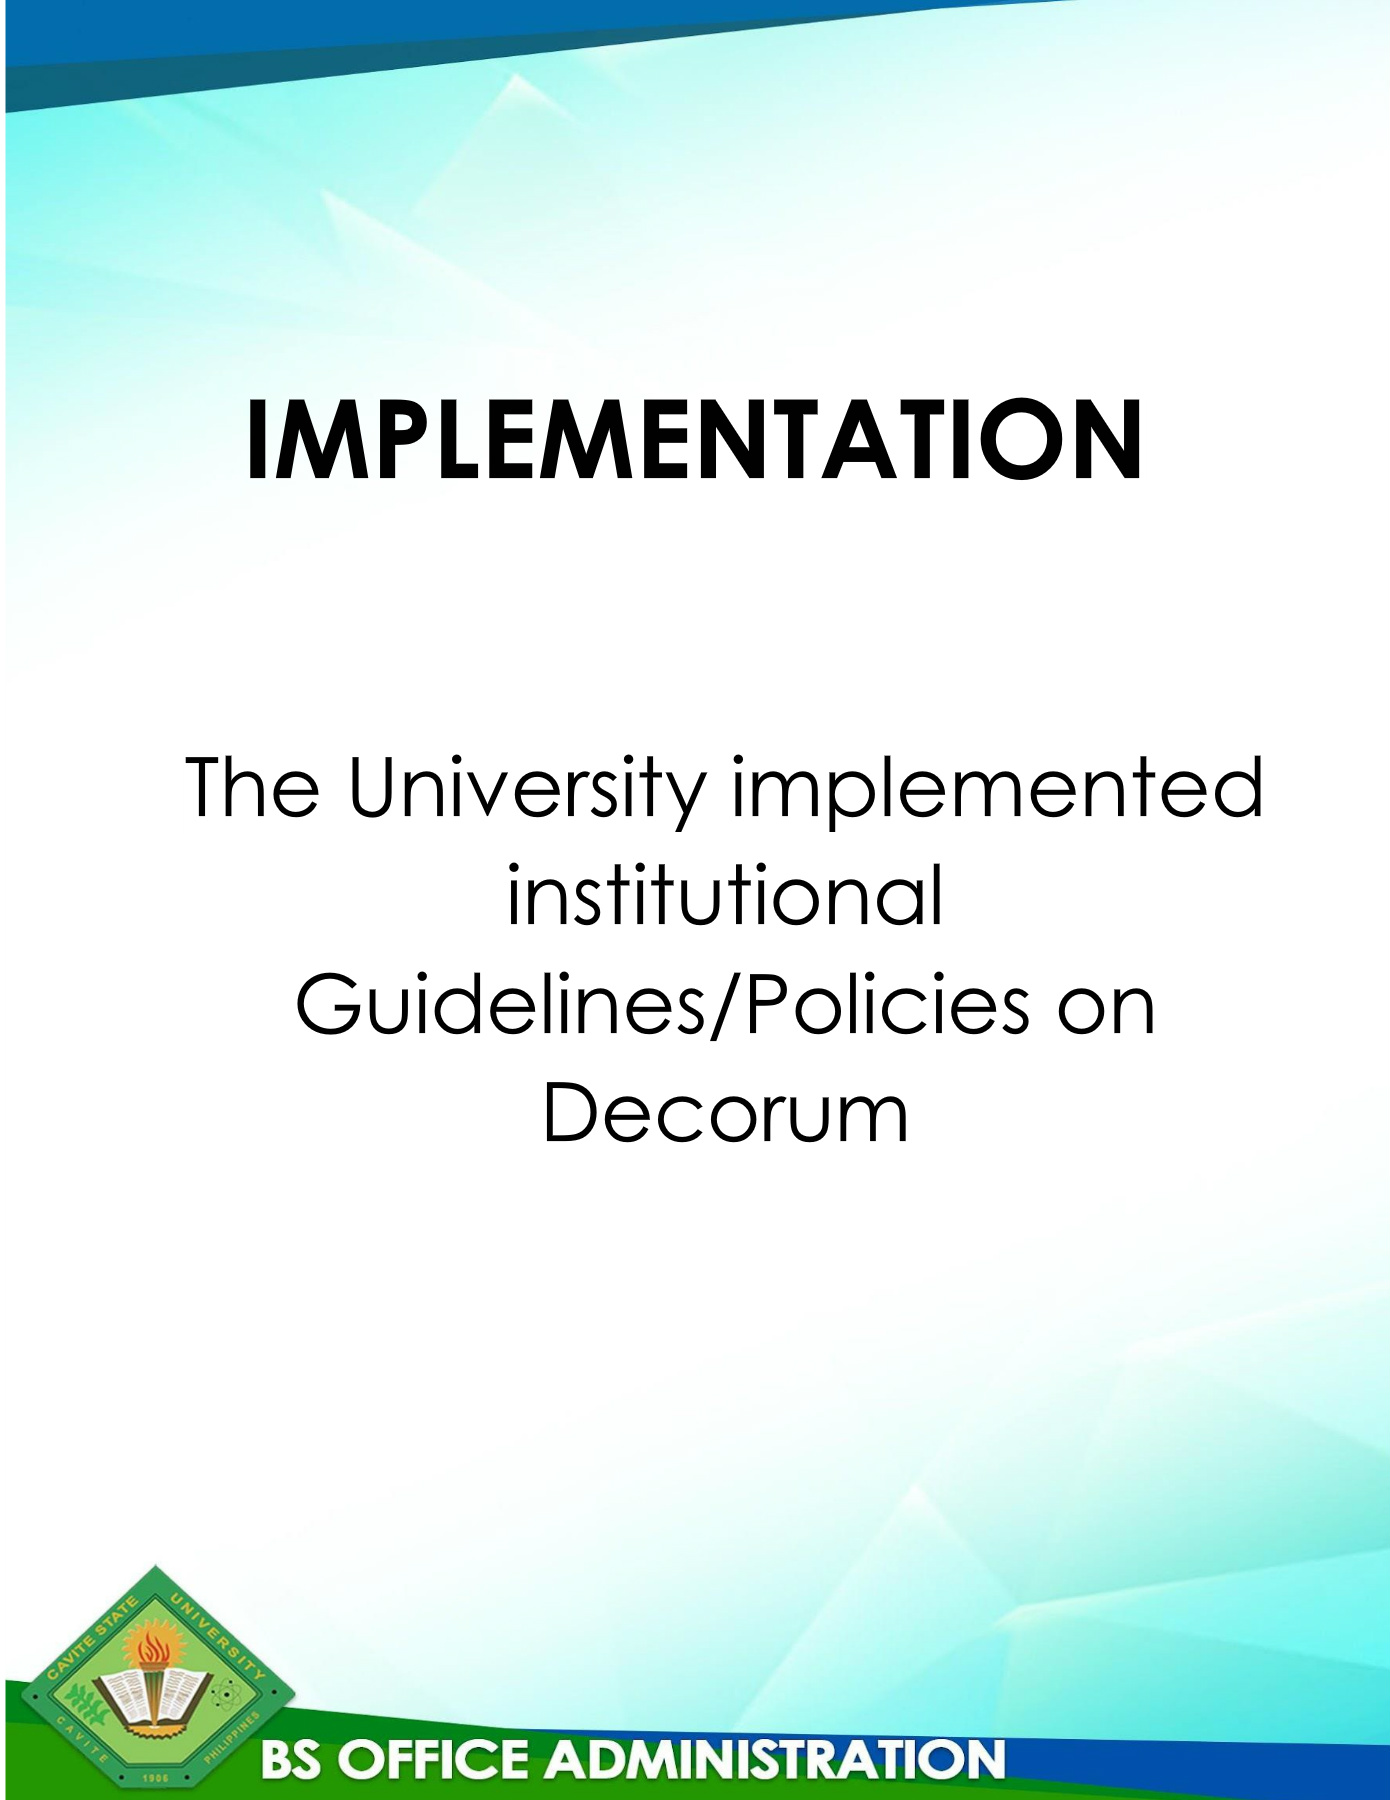 IMPLEMENTATION
The University implemented
institutional
Guidelines/Policies on
Decorum
CAVITE STATE UNIVERSITY
CAVITE PHILIPPINES
1906
BS OFFICE ADMINISTRATION